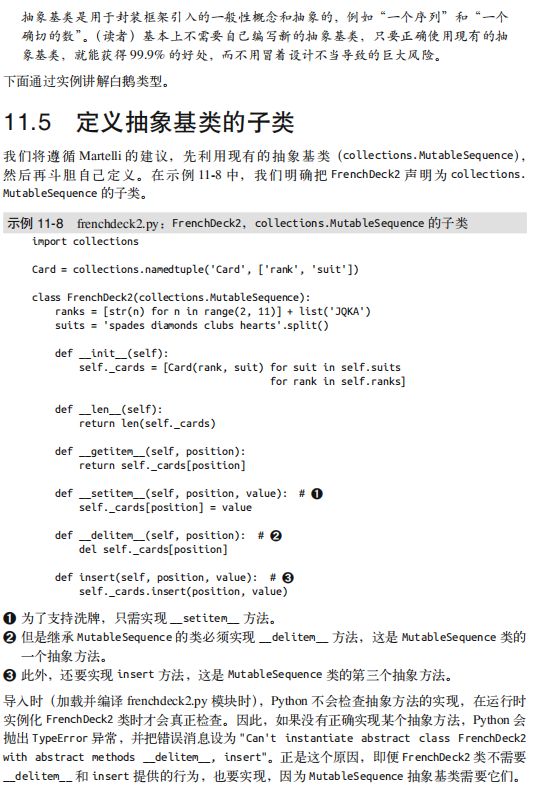 抽象基类是用于封装框架引入的一般性概念和抽象的，例如“一个序列”和“一个
确切的数”。（读者）基本上不需要自己编写新的抽象基类，只要正确使用现有的抽
象基类，就能获得 99.9% 的好处，而不用冒着设计不当导致的巨大风险。
下面通过实例讲解白鹅类型。
11.5 定义抽象基类的子类
我们将遵循 Martelli 的建议，先利用现有的抽象基类（collections.MutableSequence），
然后再斗胆自己定义。在示例 11-8 中，我们明确把 FrenchDeck2 声明为 collections.
MutableSequence 的子类。
示例 11-8 frenchdeck2.py：FrenchDeck2，collections.MutableSequence 的子类
import collections
Card = collections.namedtuple('Card', ['rank', 'suit'])
class FrenchDeck2(collections.MutableSequence):
    ranks = [str(n) for n in range(2, 11)] + list('JQKA')
    suits = 'spades diamonds clubs hearts'.split()
    def __init__(self):
        self._cards = [Card(rank, suit) for suit in self.suits
                                        for rank in self.ranks]
    def __len__(self):
        return len(self._cards)
    def __getitem__(self, position):
        return self._cards[position]
    def __setitem__(self, position, value):  # ❶
        self._cards[position] = value
    def __delitem__(self, position):  # ❷
        del self._cards[position]
    def insert(self, position, value):  # ❸
        self._cards.insert(position, value)
❶ 为了支持洗牌，只需实现 __setitem__ 方法。
❷ 但是继承 MutableSequence 的类必须实现 __delitem__ 方法，这是 MutableSequence 类的
一个抽象方法。
❸ 此外，还要实现 insert 方法，这是 MutableSequence 类的第三个抽象方法。
导入时（加载并编译 frenchdeck2.py 模块时），Python 不会检查抽象方法的实现，在运行时
实例化 FrenchDeck2 类时才会真正检查。因此，如果没有正确实现某个抽象方法，Python 会
抛出 TypeError 异常，并把错误消息设为 "Can't instantiate abstract class FrenchDeck2
with abstract methods __delitem__, insert"。正是这个原因，即便 FrenchDeck2 类不需要
__delitem__ 和 insert 提供的行为，也要实现，因为 MutableSequence 抽象基类需要它们。